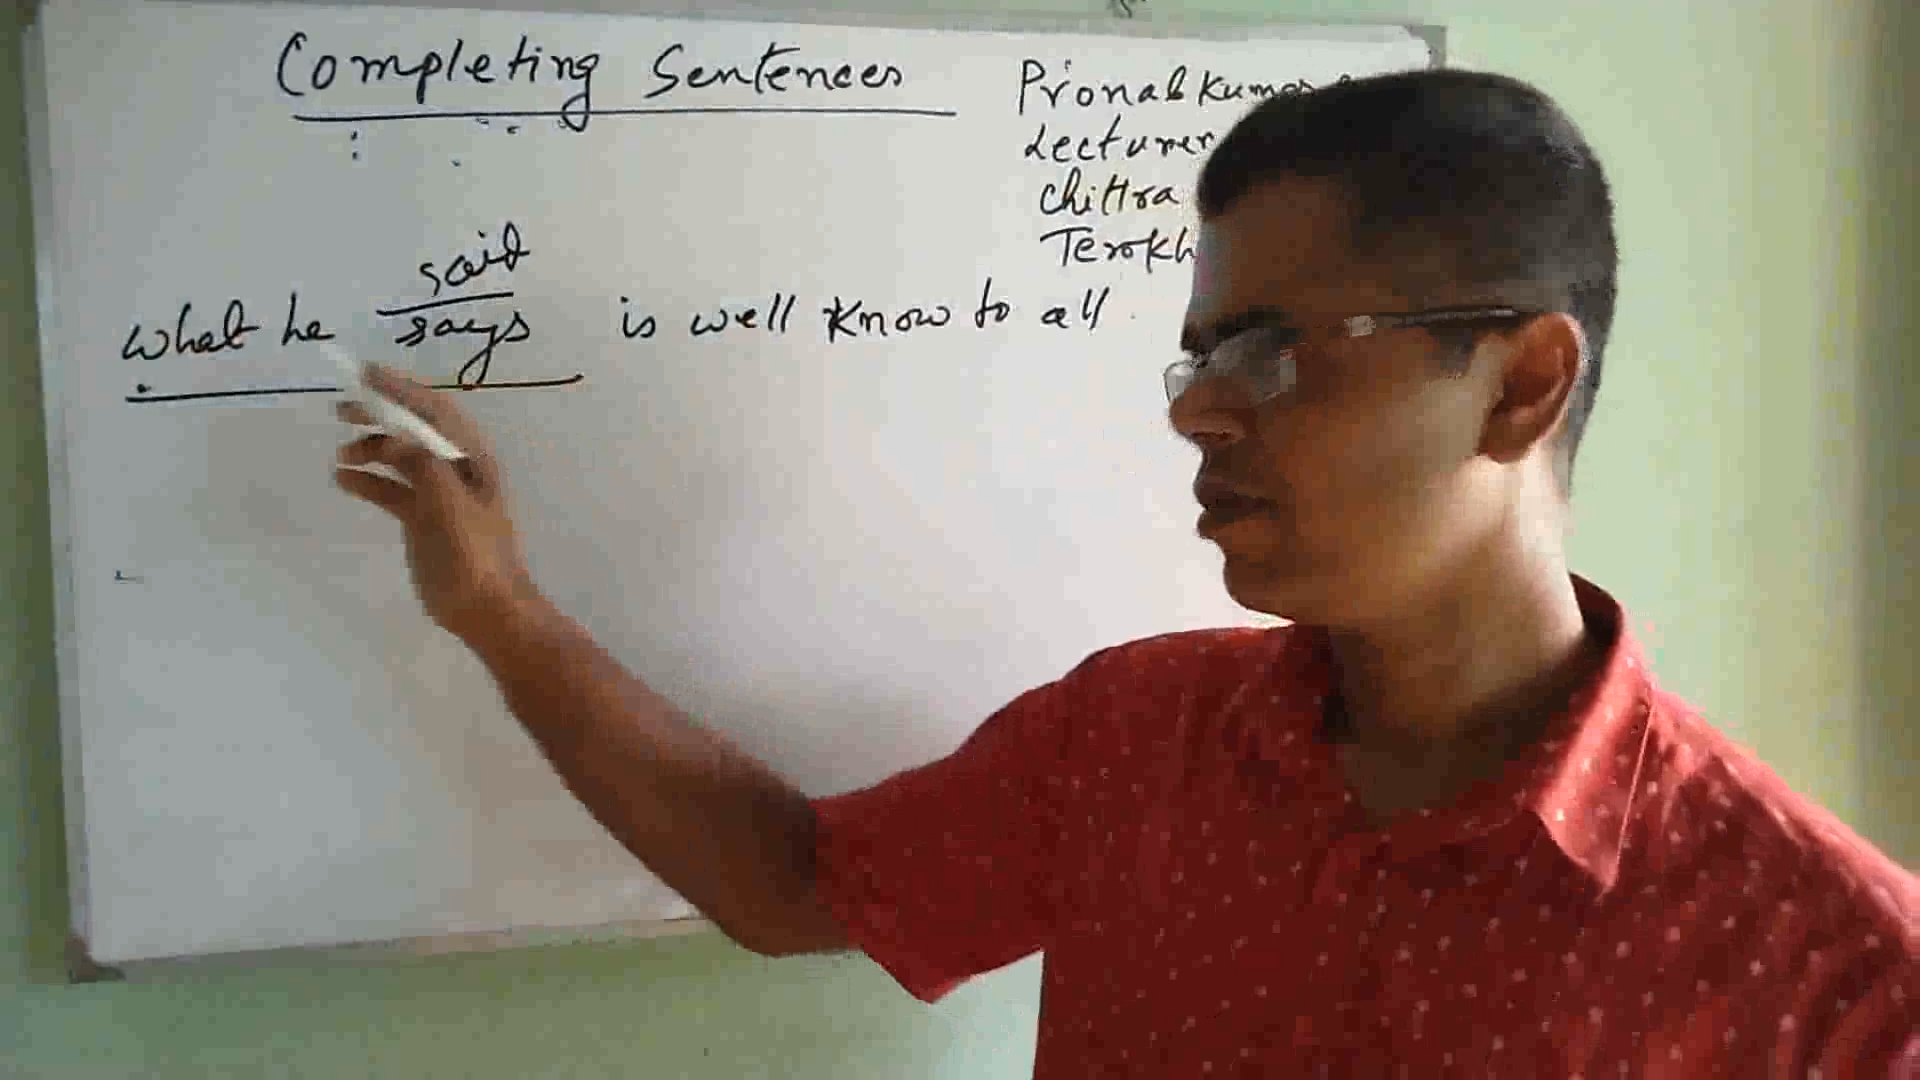 Completing Sentences
Pronab Kumar
Lecturer
Chittra
Terokh
said
What he says is well know to all.